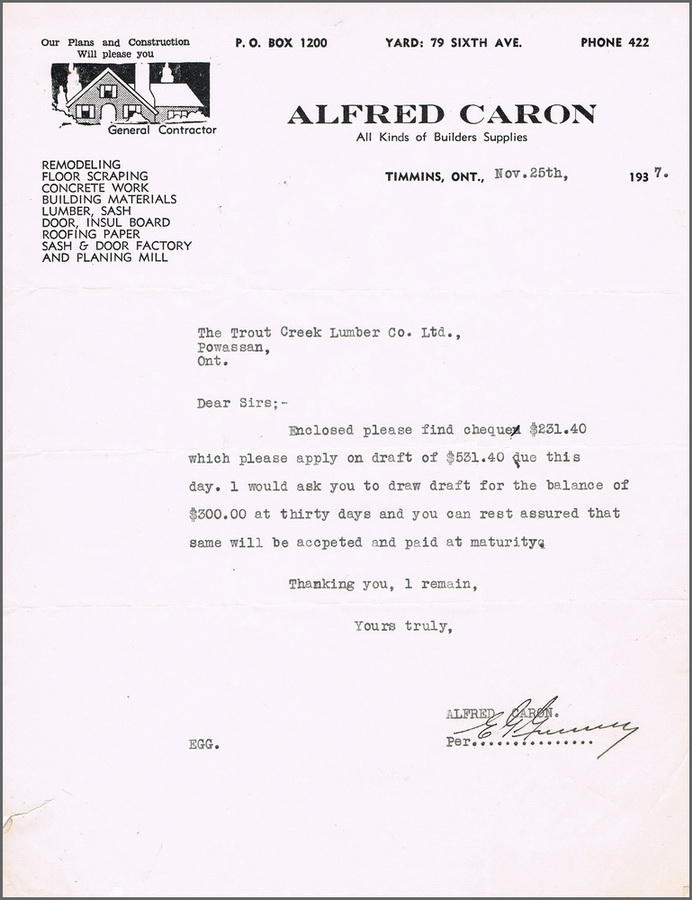 Our Plans and Construction
Will please you
General Contractor
P. O. BOX 1200
YARD: 79 SIXTH AVE.
PHONE 422
ALFRED CARON
All Kinds of Builders Supplies
TIMMINS, ONT., Nov.25th, 1937.
REMODELING
FLOOR SCRAPING
CONCRETE WORK
BUILDING MATERIALS
LUMBER, SASH
DOOR, INSUL BOARD
ROOFING PAPER
SASH & DOOR FACTORY
AND PLANING MILL
The Trout Creek Lumber Co. Ltd.,
Powassan,
Ont.
Dear Sirs;-
Enclosed please find cheque $231.40
which please apply on draft of $531.40 due this
day. l would ask you to draw draft for the balance of
$300.00 at thirty days and you can rest assured that
same will be accpeted and paid at maturity.
Thanking you, l remain,
Yours truly,
ALFRED CARON.
Per...............
EGG.